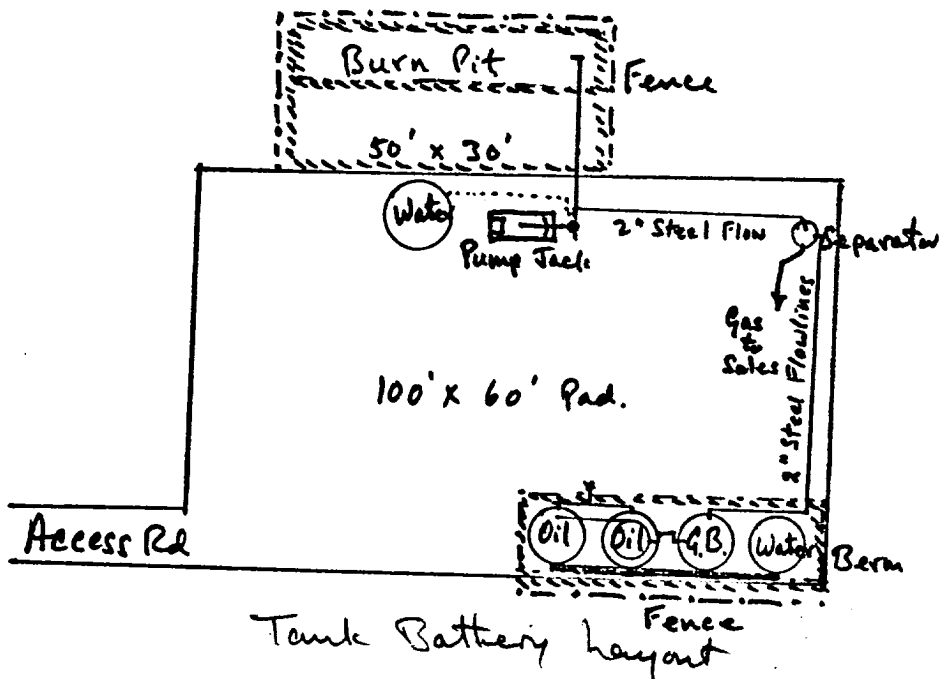 Burn Pit
Fence
50' x 30'
Water
2" Steel Flow
Separator
Pump Jack
Gas
to
Sales
2" Steel Flowlines
100' x 60' Pad.
Access Rd
Oil
Oil
G.B.
Water
Berm
Fence
Tank Battery Layout